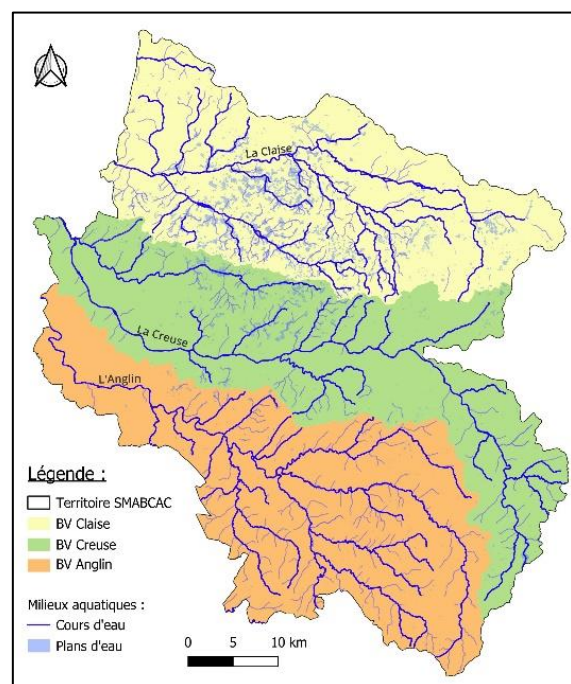 La Claise
La Creuse
L'Anglin
Légende :
Territoire SMABCAC
BV Claise
BV Creuse
BV Anglin
Milieux aquatiques :
Cours d'eau
Plans d'eau
0 5 10 km